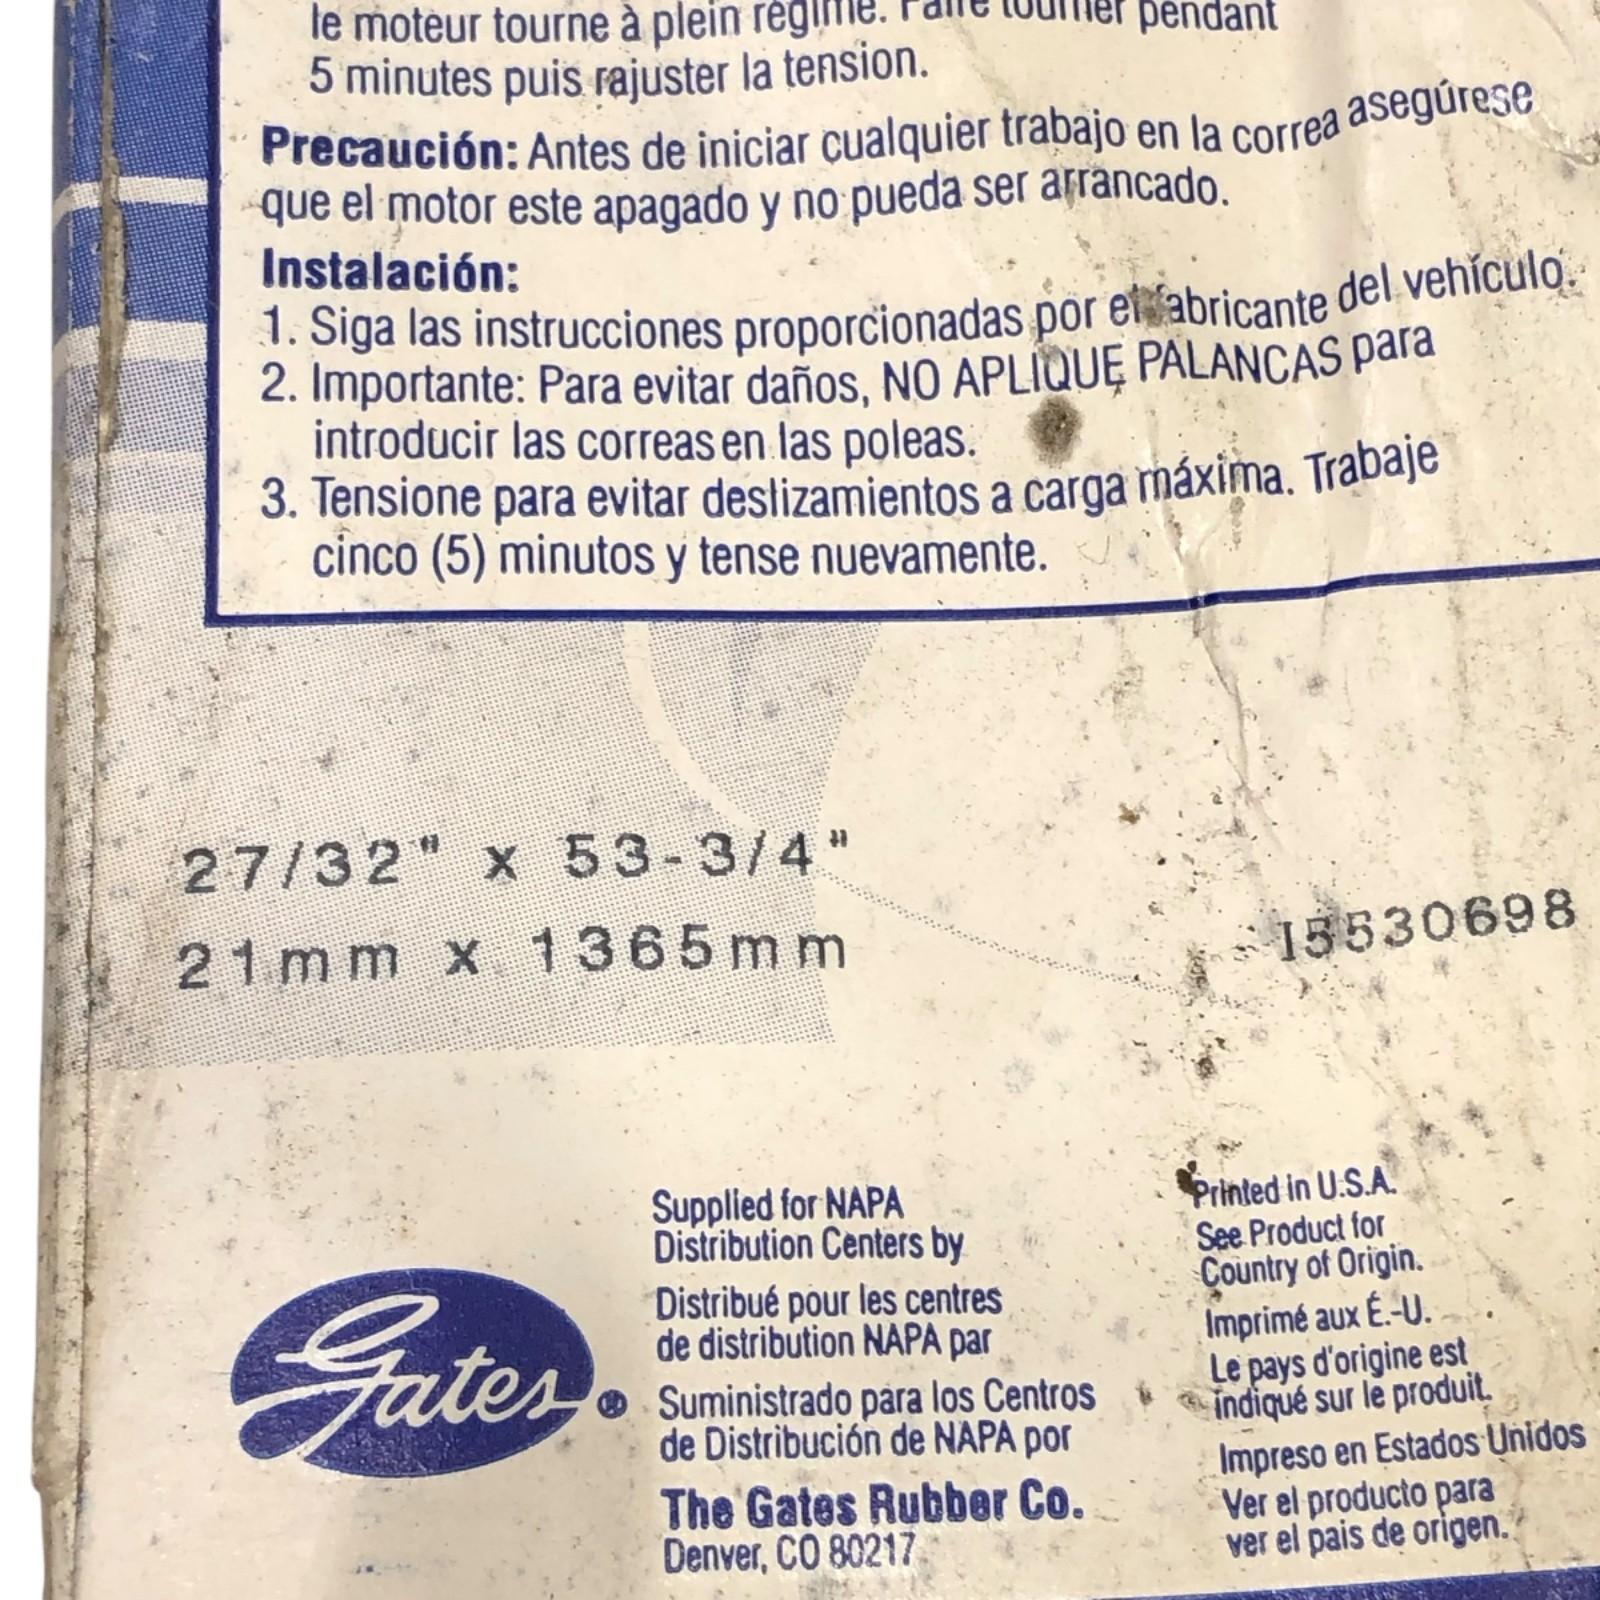 le moteur tourne à plein régime. Faire tourner pendant
5 minutes puis rajuster la tension.
Precaución: Antes de iniciar cualquier trabajo en la correa asegúrese
que el motor este apagado y no pueda ser arrancado.
Instalación:
1. Siga las instrucciones proporcionadas por el fabricante del vehículo.
2. Importante: Para evitar daños, NO APLIQUE PALANCAS para
introducir las correas en las poleas.
3. Tensione para evitar deslizamientos a carga máxima. Trabaje
cinco (5) minutos y tense nuevamente.
27/32" x 53-3/4"
21mm x 1365mm
I5530698
Gates®
Supplied for NAPA
Distribution Centers by
Distribué pour les centres
de distribution NAPA par
Suministrado para los Centros
de Distribución de NAPA por
The Gates Rubber Co.
Denver, CO 80217
Printed in U.S.A.
See Product for
Country of Origin.
Imprimé aux É.-U.
Le pays d'origine est
indiqué sur le produit.
Impreso en Estados Unidos
Ver el producto para
ver el pais de origen.